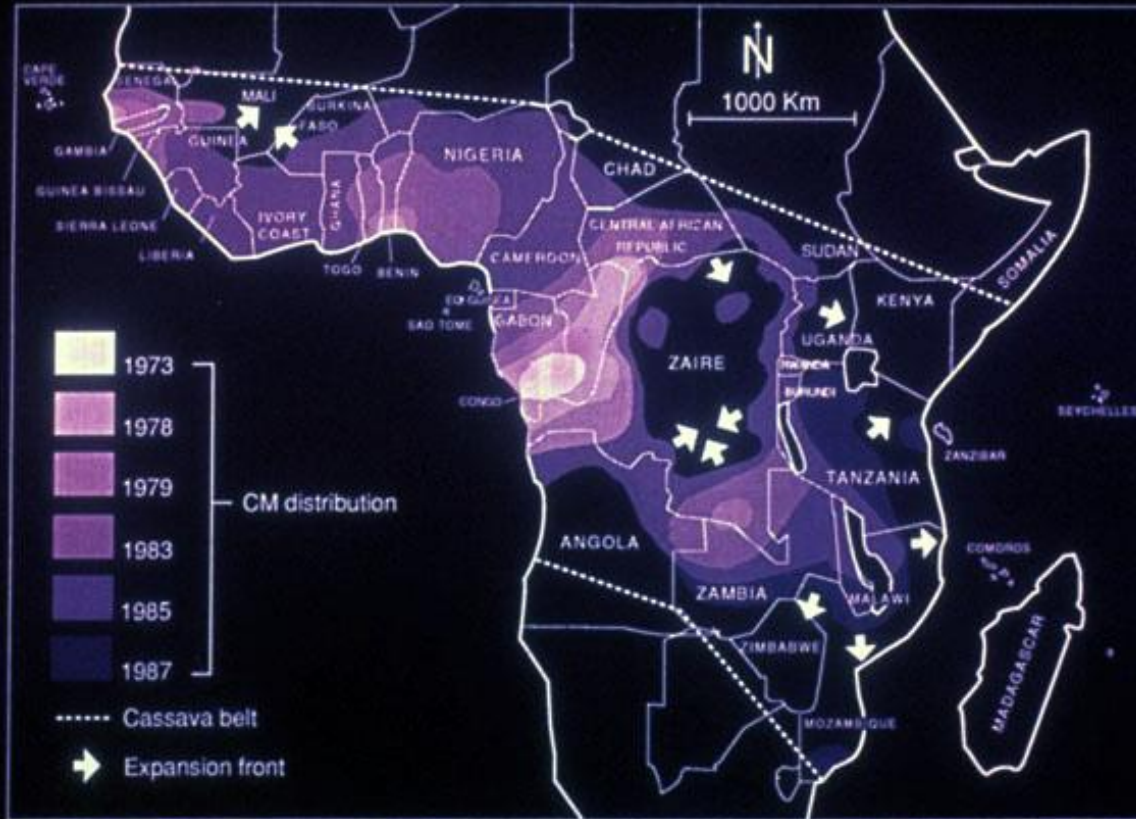 N
1000 Km
CAPE
VERDE
SENEGAL
MALI
BURKINA
FASO
GAMBIA
GUINEA
NIGERIA
CHAD
GUINEA BISSAU
SIERRA LEONE
IVORY
COAST
GHANA
LIBERIA
TOGO
BENIN
CAMEROON
CENTRAL AFRICAN
REPUBLIC
SUDAN
SOMALIA
KENYA
EQ GUINEA
SAO TOME
GABON
UGANDA
ZAIRE
RWANDA
BURUNDI
CONGO
SEYCHELLES
ZANZIBAR
TANZANIA
ANGOLA
COMOROS
ZAMBIA
MALAWI
ZIMBABWE
MADAGASCAR
MOZAMBIQUE
1973
1978
1979
1983
1985
1987
CM distribution
Cassava belt
Expansion front